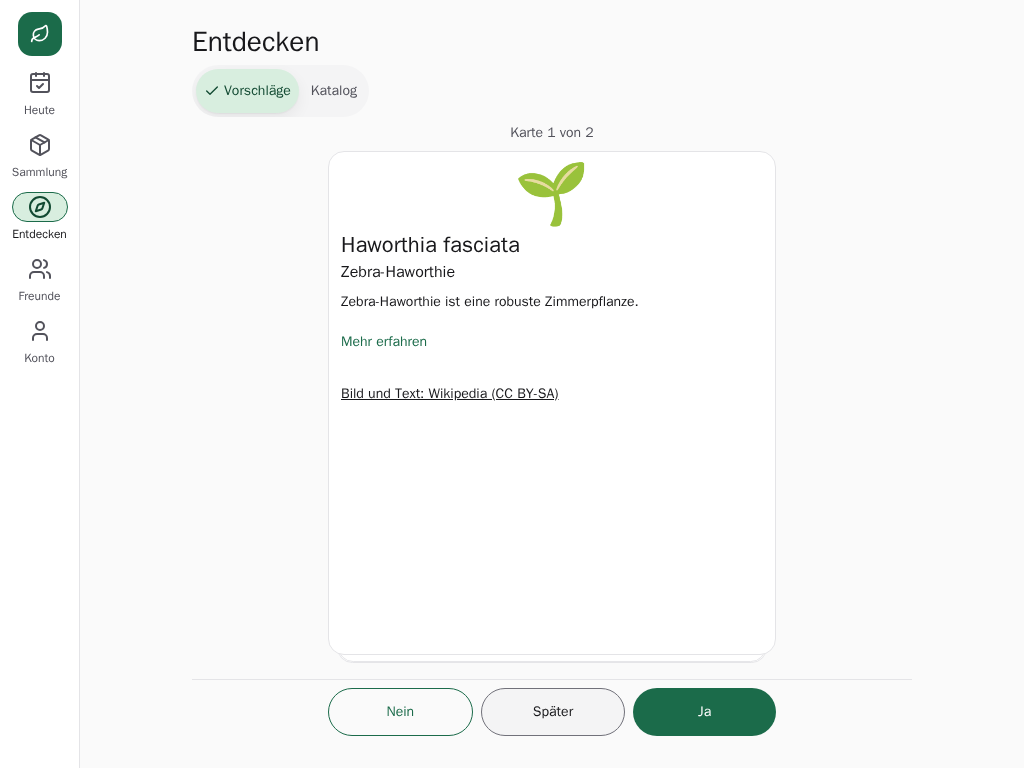 Entdecken
Vorschläge
Katalog
Heute
Sammlung
Entdecken
Freunde
Konto
Karte 1 von 2
Haworthia fasciata
Zebra-Haworthie
Zebra-Haworthie ist eine robuste Zimmerpflanze.
Mehr erfahren
Bild und Text: Wikipedia (CC BY-SA)
Nein
Später
Ja